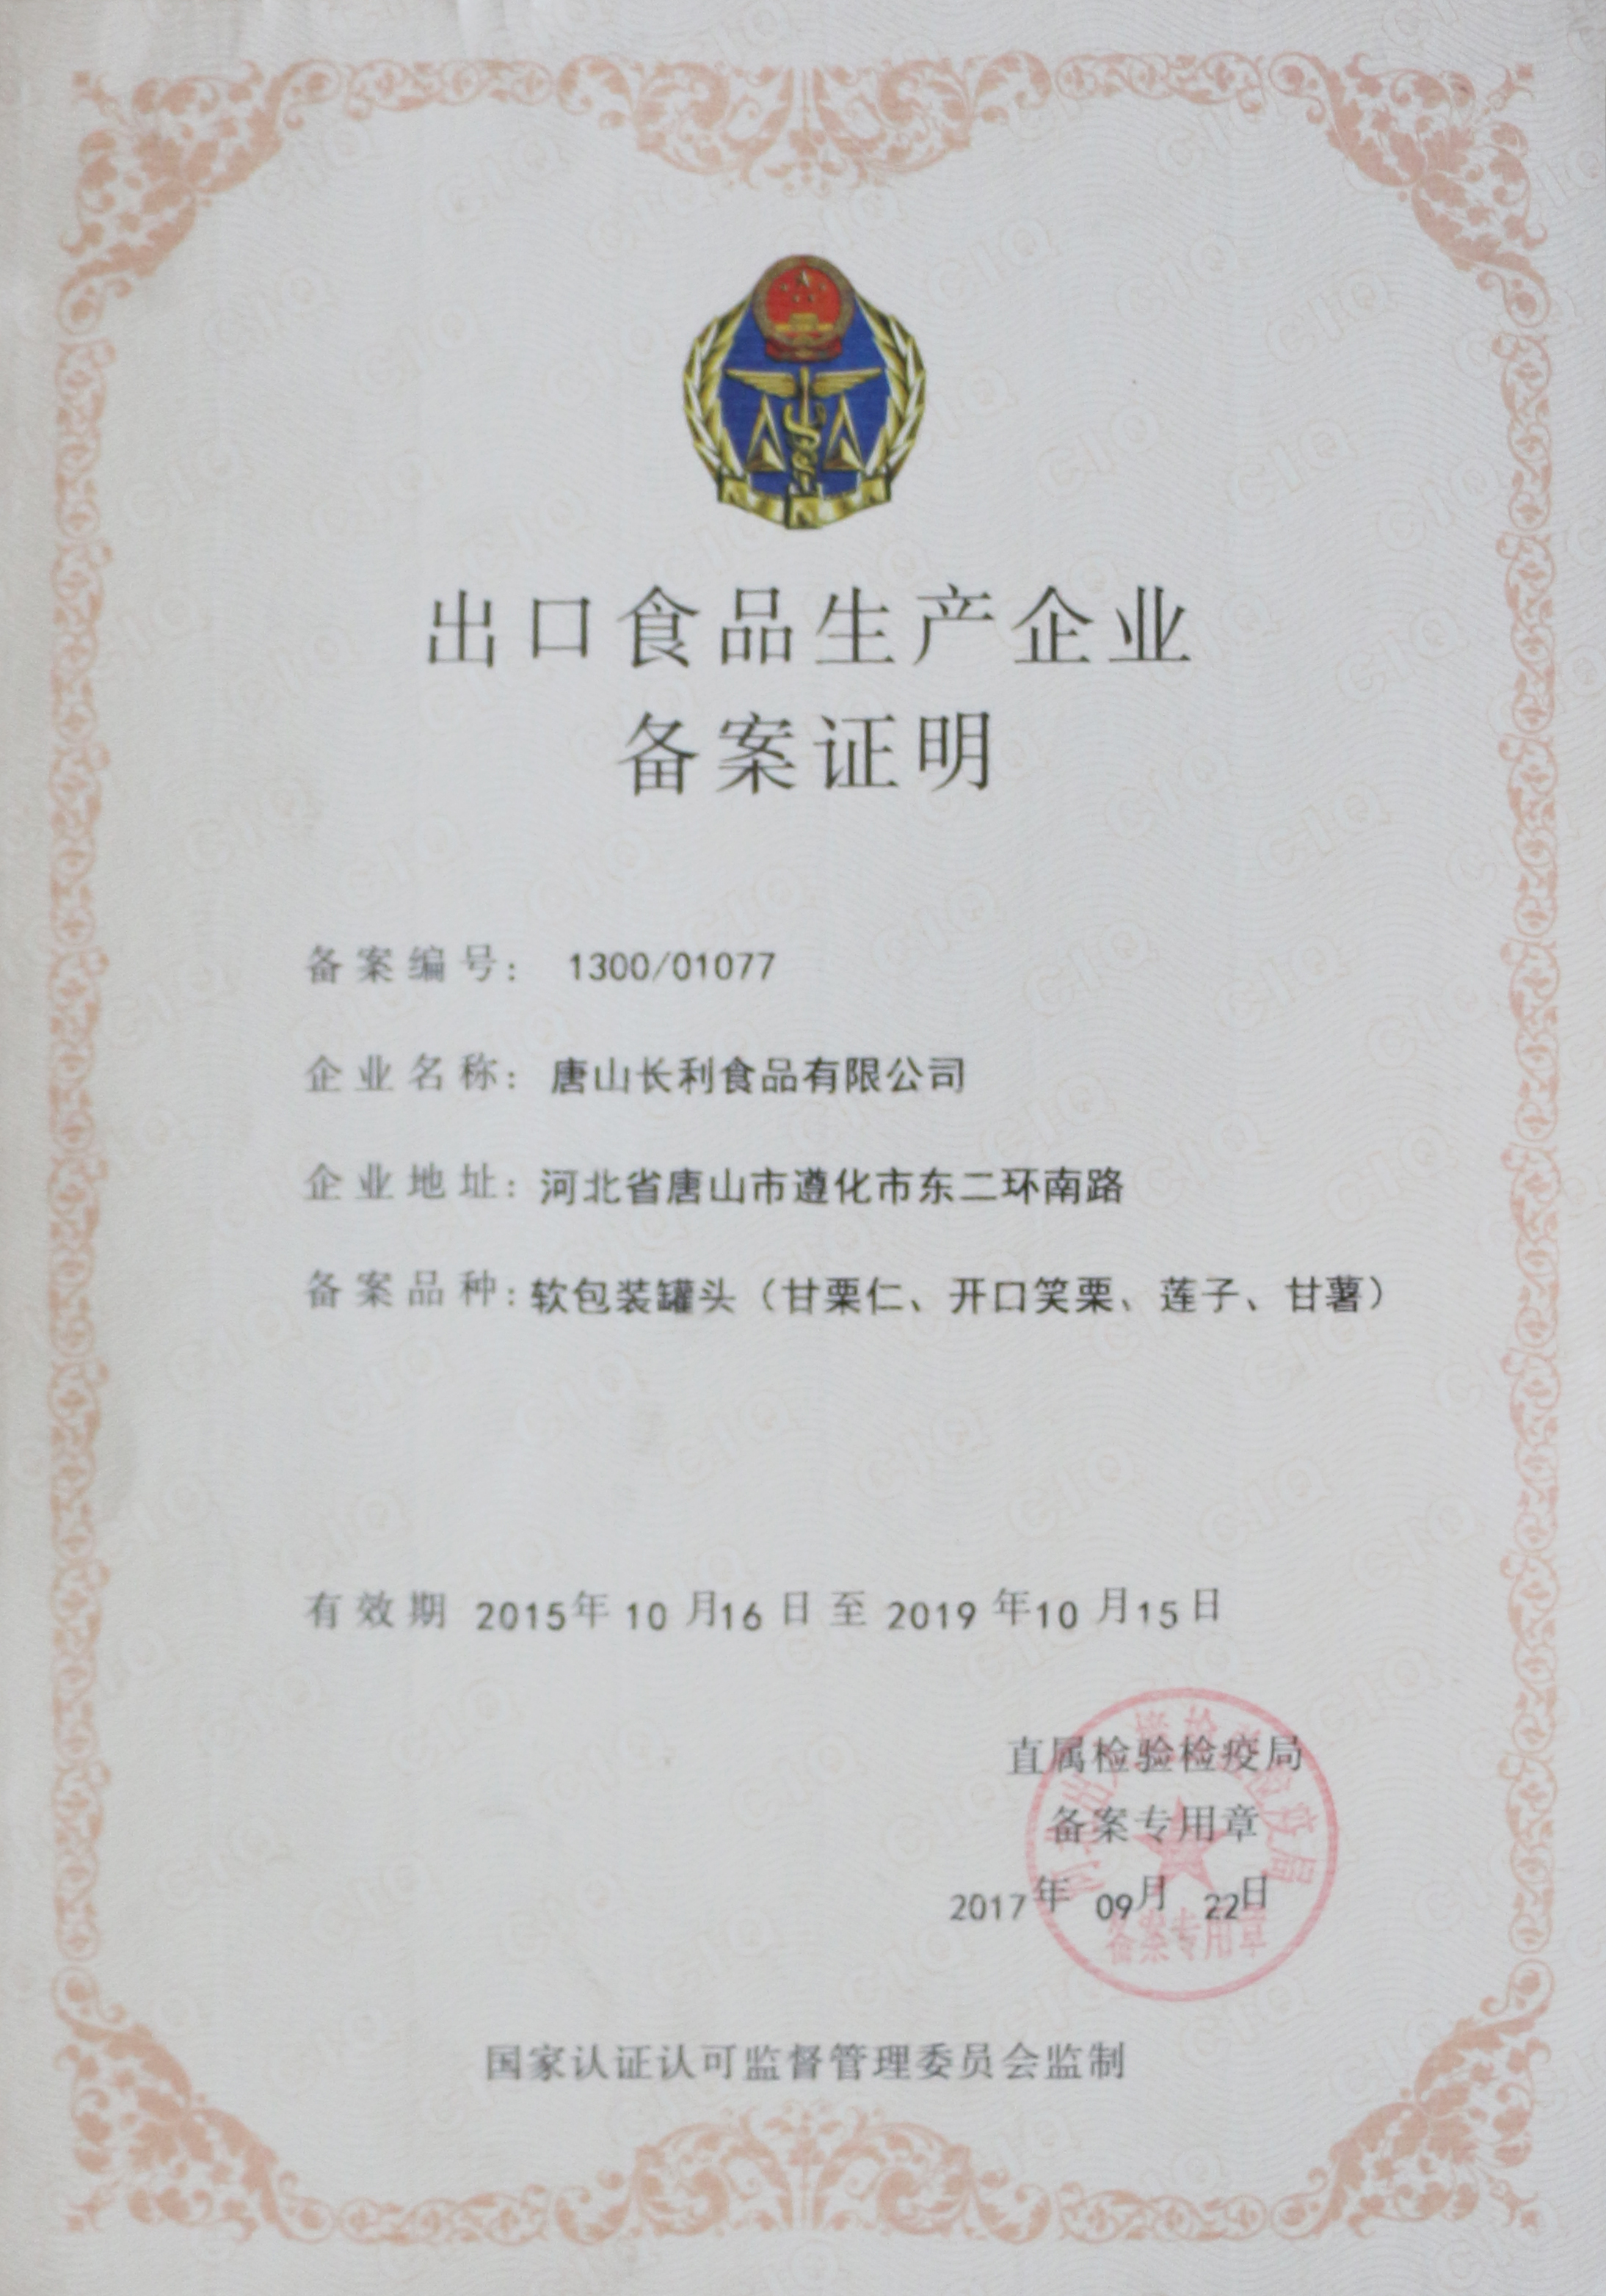 出口食品生产企业
备案证明
备案编号： 1300/01077
企业名称：唐山长利食品有限公司
企业地址：河北省唐山市遵化市东二环南路
备案品种：软包装罐头（甘栗仁、开口笑栗、莲子、甘薯）
有效期 2015年 10 月16 日 至 2019 年10 月15日
直属检验检疫局
备案专用章
2017年 09月 22日
备案专用章
国家认证认可监督管理委员会监制
CIQ